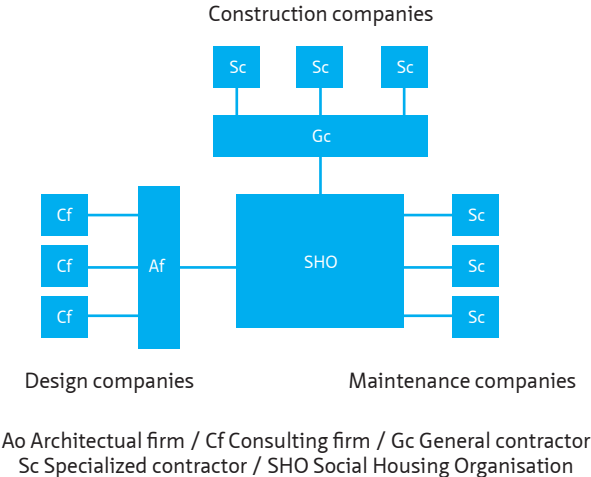 Construction companies
Sc Sc Sc
Gc
Cf Sc
SHO
Cf Af Sc
Cf Sc
Design companies Maintenance companies
Ao Architectual firm / Cf Consulting firm / Gc General contractor
Sc Specialized contractor / SHO Social Housing Organisation